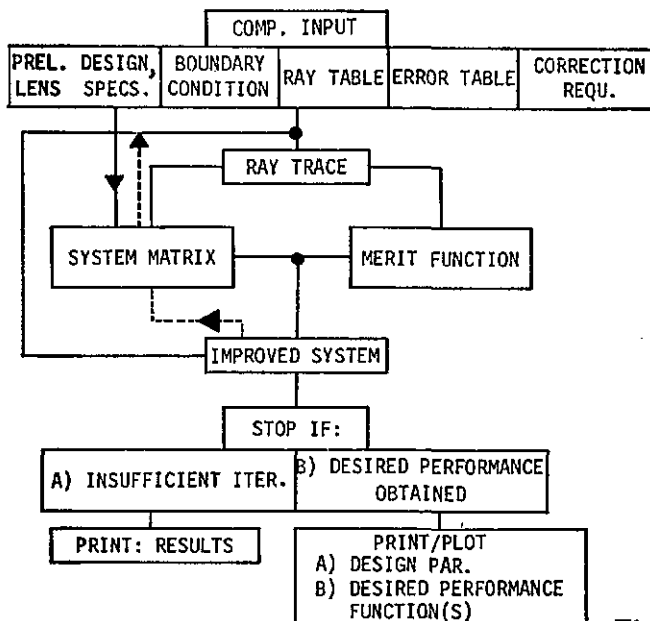 COMP. INPUT
PREL. DESIGN,
LENS SPECS.
BOUNDARY
CONDITION
RAY TABLE
ERROR TABLE
CORRECTION
REQU.
RAY TRACE
SYSTEM MATRIX
MERIT FUNCTION
IMPROVED SYSTEM
STOP IF:
A) INSUFFICIENT ITER.
B) DESIRED PERFORMANCE
OBTAINED
PRINT: RESULTS
PRINT/PLOT
A) DESIGN PAR.
B) DESIRED PERFORMANCE
FUNCTION(S)